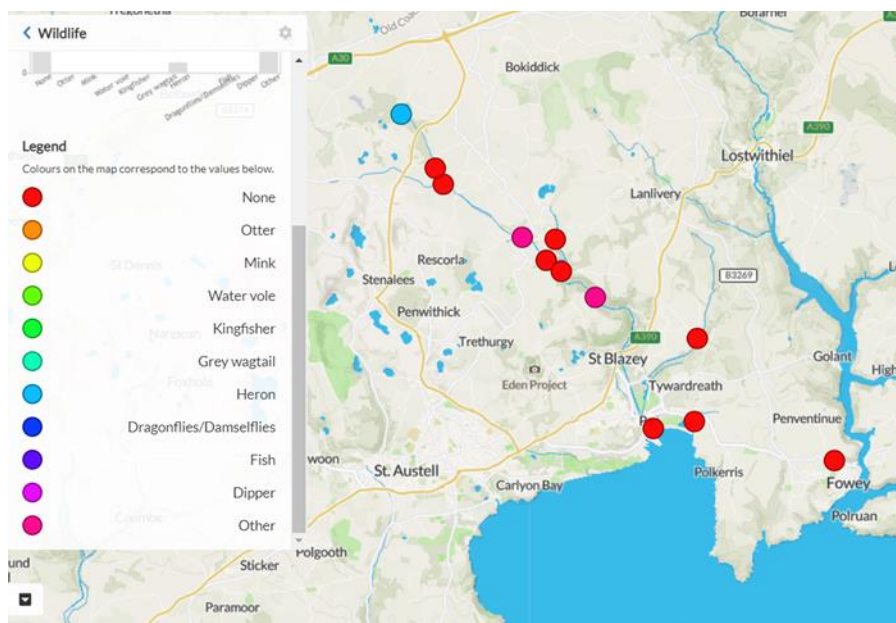 Wildlife
0
None
Otter
Mink
Water vole
Kingfisher
Grey wagtail
Heron
Dragonflies/Damselflies
Fish
Dipper
Other
Legend
Colours on the map correspond to the values below.
None
Otter
Mink
Water vole
Kingfisher
Grey wagtail
Heron
Dragonflies/Damselflies
Fish
Dipper
Other
A30
Bokiddick
A390
Lostwithiel
Lanlivery
B3269
Rescorla
Stenalees
Penwithick
Trethurgy
A390
St Blazey
Golant
Eden Project
Tywardreath
Penventinue
St. Austell
Polkerris
Carlyon Bay
Fowey
Polruan
Polgooth
Sticker
Paramoor
St Dennis
Nanpean
Foxhole
Coombe